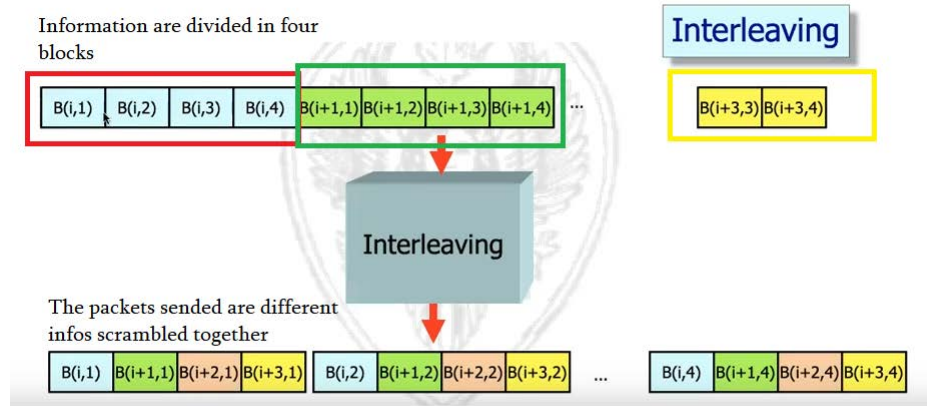 Information are divided in four
blocks
Interleaving
B(i,1) B(i,2) B(i,3) B(i,4) B(i+1,1) B(i+1,2) B(i+1,3) B(i+1,4) ... B(i+3,3) B(i+3,4)
Interleaving
The packets sended are different
infos scrambled together
B(i,1) B(i+1,1) B(i+2,1) B(i+3,1) B(i,2) B(i+1,2) B(i+2,2) B(i+3,2) ... B(i,4) B(i+1,4) B(i+2,4) B(i+3,4)